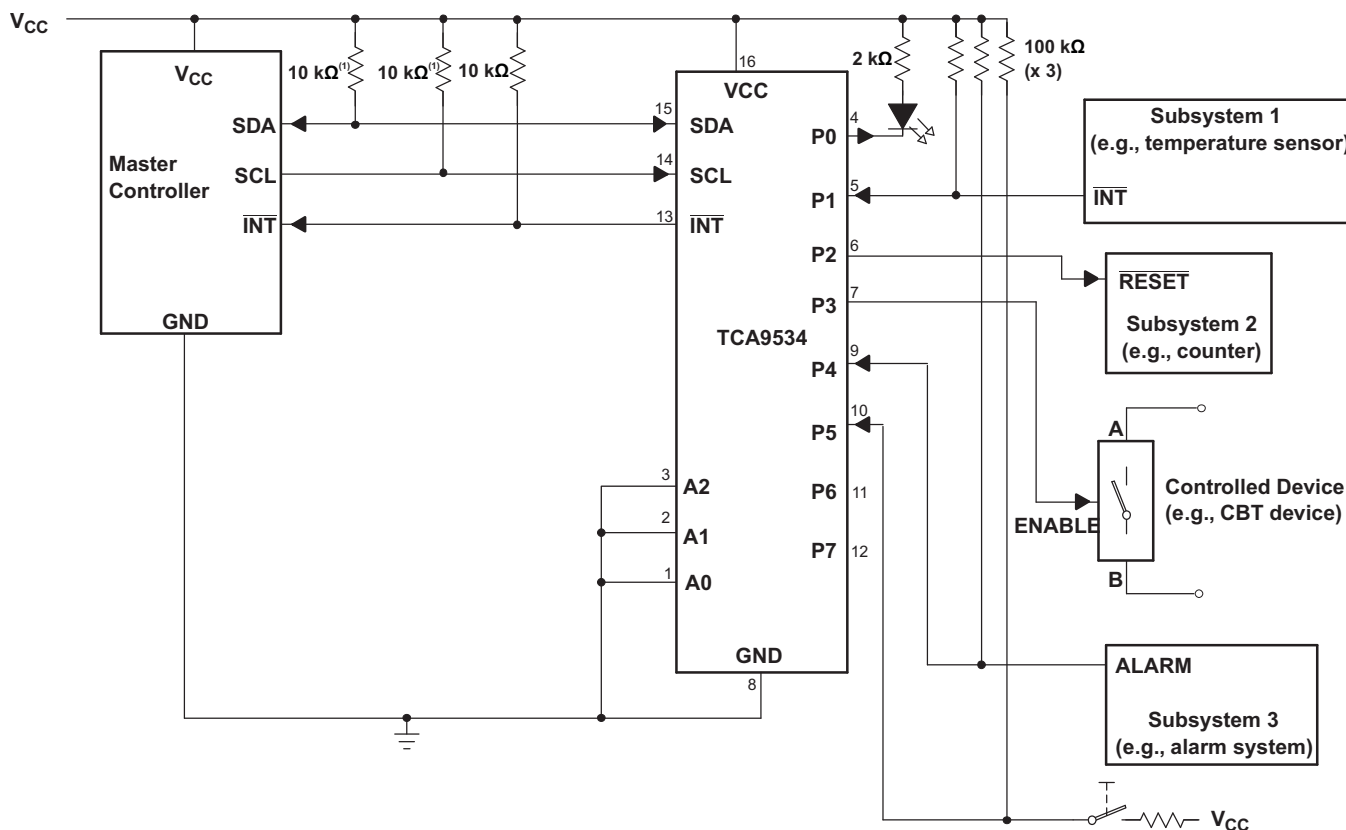 VCC
VCC
SDA
Master
Controller
SCL
INT
GND
10 kΩ(1)
10 kΩ(1)
10 kΩ
16
VCC
15
SDA
14
SCL
13
INT
TCA9534
3
A2
2
A1
1
A0
GND
8
P0
4
P1
5
P2
6
P3
7
P4
9
P5
10
P6
11
P7
12
2 kΩ
100 kΩ
(x 3)
Subsystem 1
(e.g., temperature sensor)
INT
RESET
Subsystem 2
(e.g., counter)
A
Controlled Device
(e.g., CBT device)
ENABLE
B
ALARM
Subsystem 3
(e.g., alarm system)
VCC